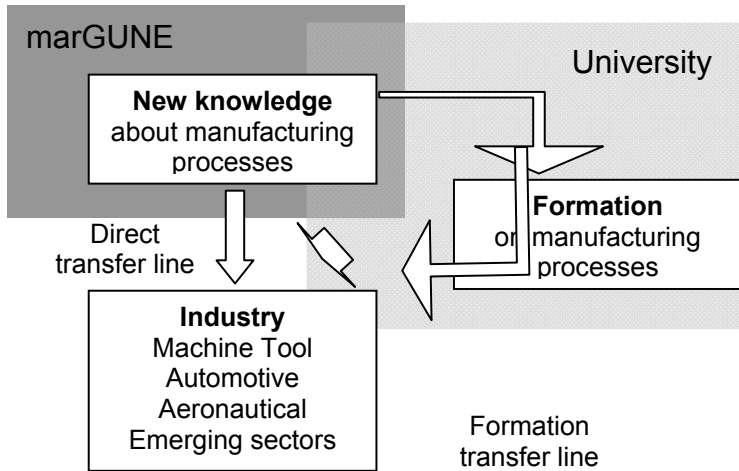 marGUNE
University
New knowledge
about manufacturing
processes
Formation
on manufacturing
processes
Direct
transfer line
Industry
Machine Tool
Automotive
Aeronautical
Emerging sectors
Formation
transfer line